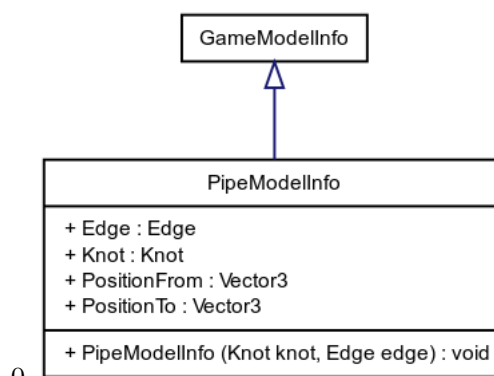 GameModelInfo
PipeModelInfo
+ Edge : Edge
+ Knot : Knot
+ PositionFrom : Vector3
+ PositionTo : Vector3
+ PipeModelInfo (Knot knot, Edge edge) : void